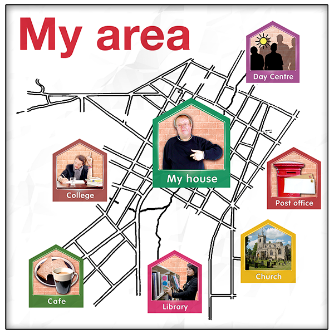 My area
Day Centre
My house
College
Post office
Church
Cafe
Library